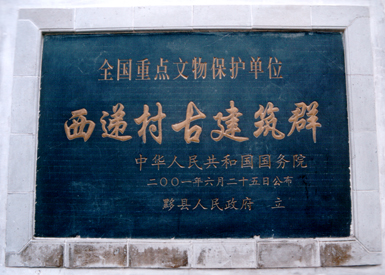 全国重点文物保护单位
西递村古建筑群
中华人民共和国国务院
二〇〇一年六月二十五日公布
黟县人民政府 立